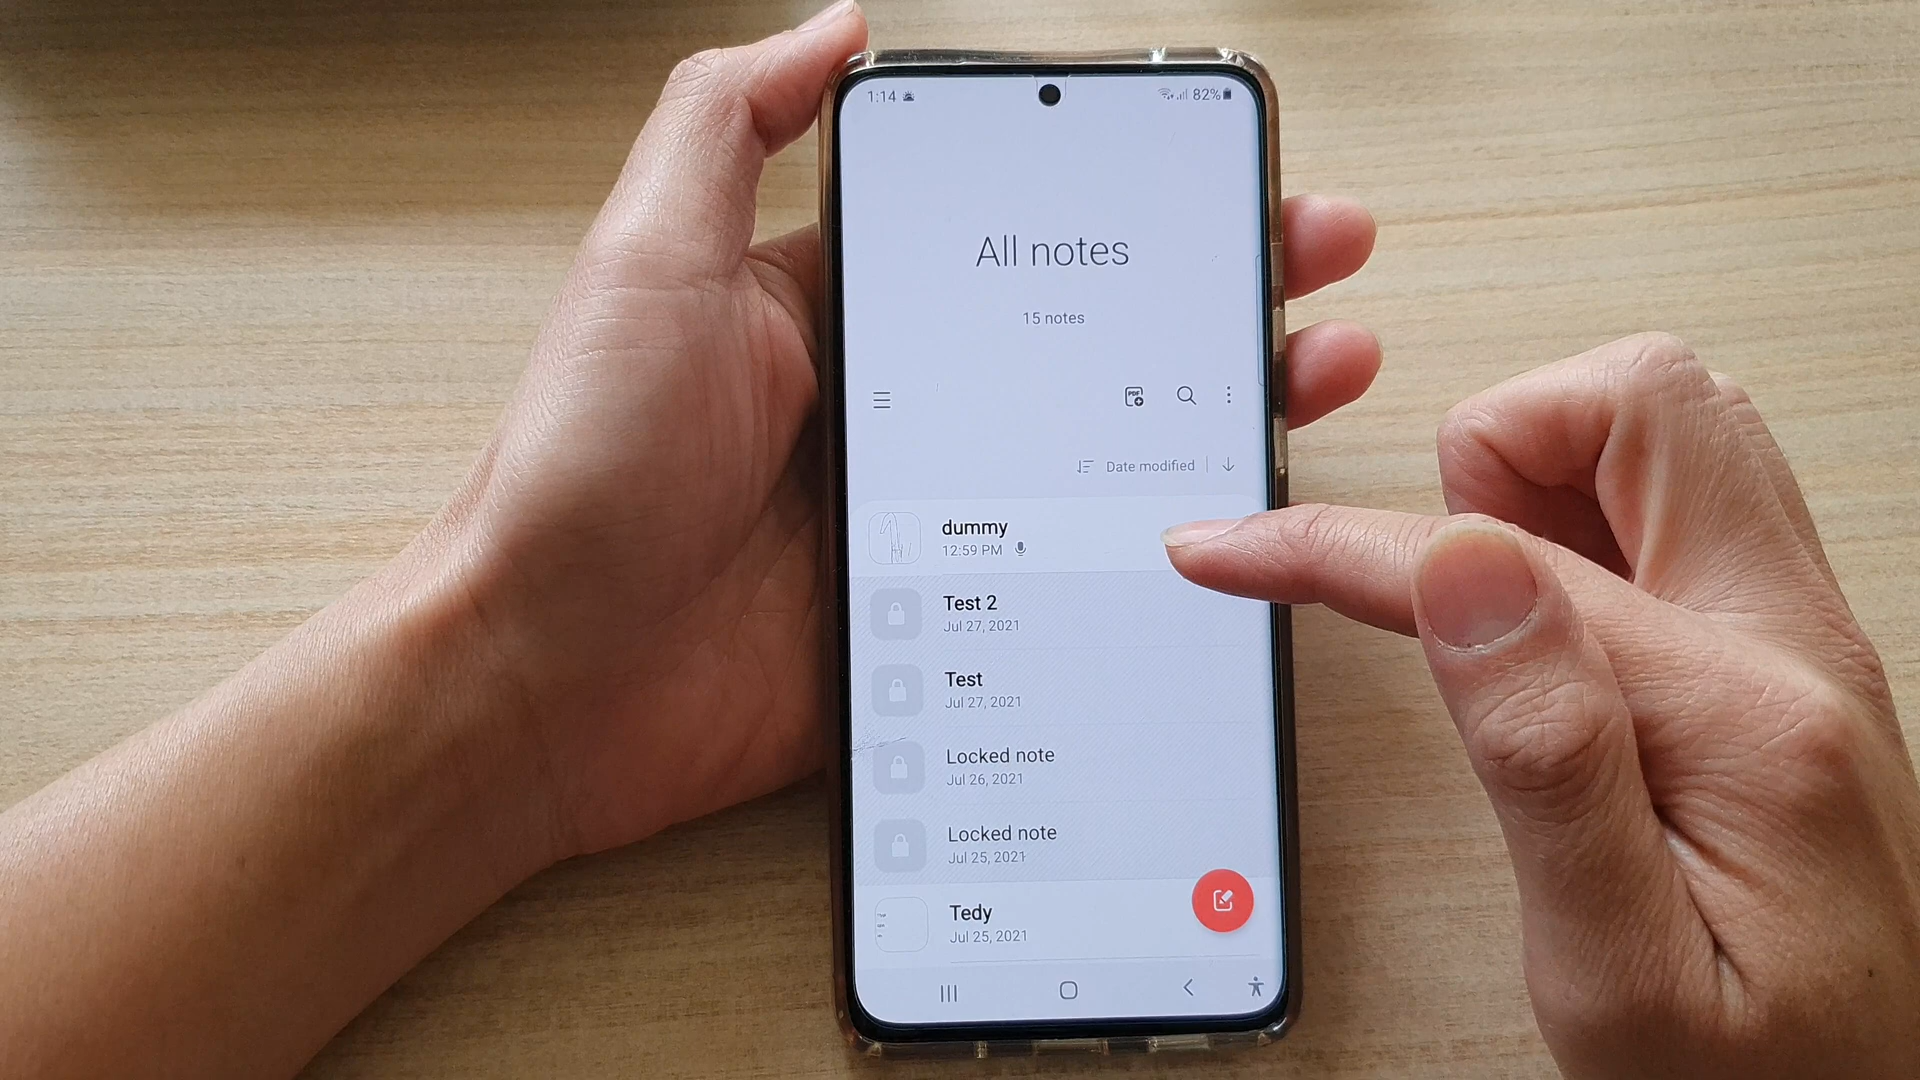 1:14
82%
All notes
15 notes
PDF
Date modified
dummy
12:59 PM
Test 2
Jul 27, 2021
Test
Jul 27, 2021
Locked note
Jul 26, 2021
Locked note
Jul 25, 2021
Tedy
Jul 25, 2021